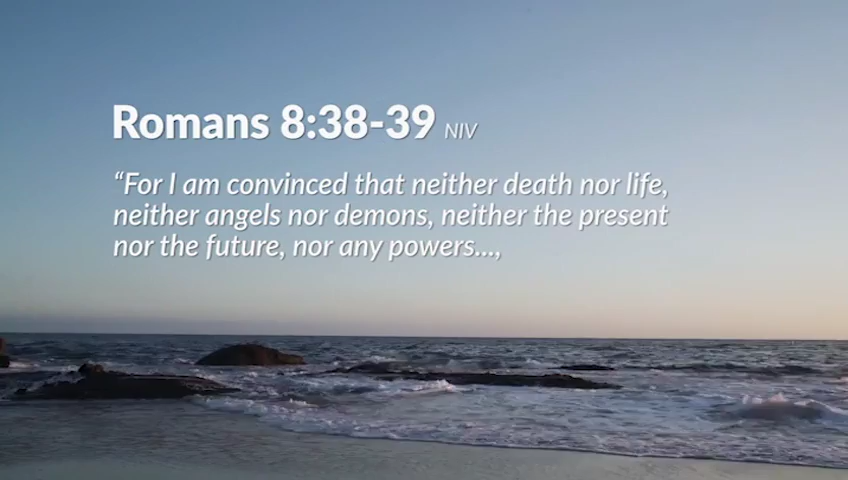 Romans 8:38-39 NIV
“For I am convinced that neither death nor life,
neither angels nor demons, neither the present
nor the future, nor any powers...,